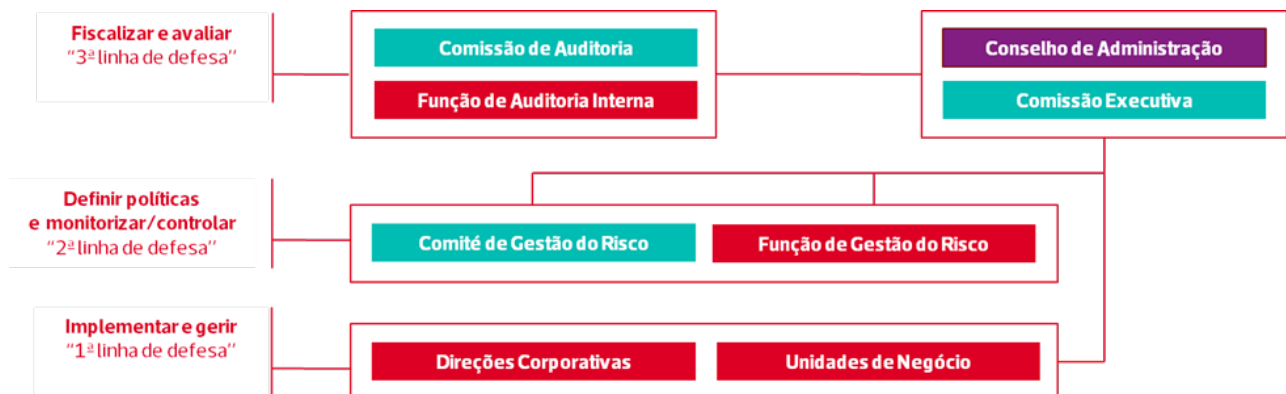 Fiscalizar e avaliar
“3ª linha de defesa”
Comissão de Auditoria
Função de Auditoria Interna
Conselho de Administração
Comissão Executiva
Definir políticas
e monitorizar/controlar
“2ª linha de defesa”
Comité de Gestão do Risco
Função de Gestão do Risco
Implementar e gerir
“1ª linha de defesa”
Direções Corporativas
Unidades de Negócio